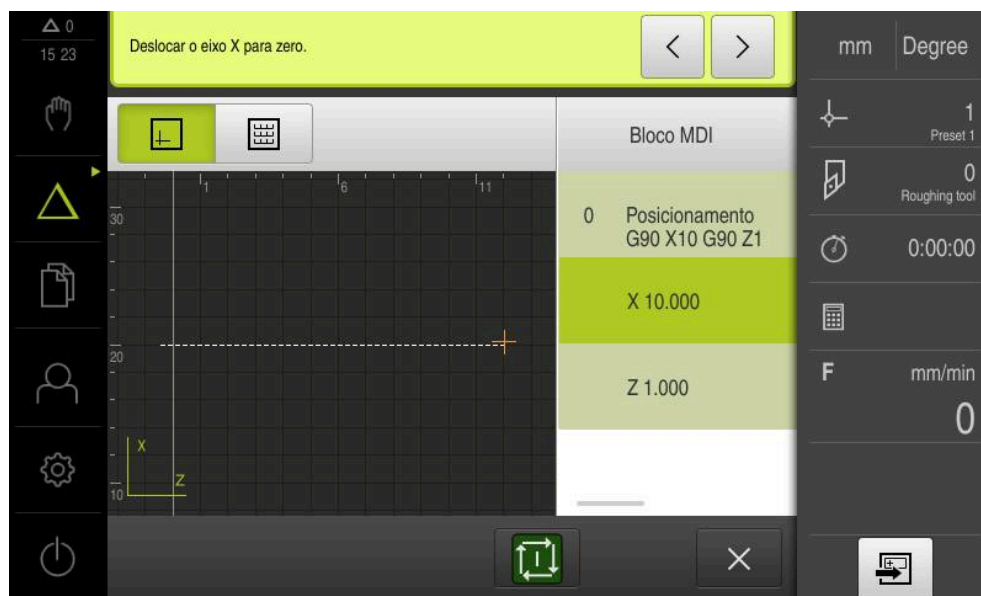 0
15 23
Deslocar o eixo X para zero.
mm Degree
1
Preset 1
0
Roughing tool
0:00:00
F mm/min
0
Bloco MDI
0 Posicionamento
G90 X10 G90 Z1
X 10.000
Z 1.000
1 6 11
30
20
10
X
Z